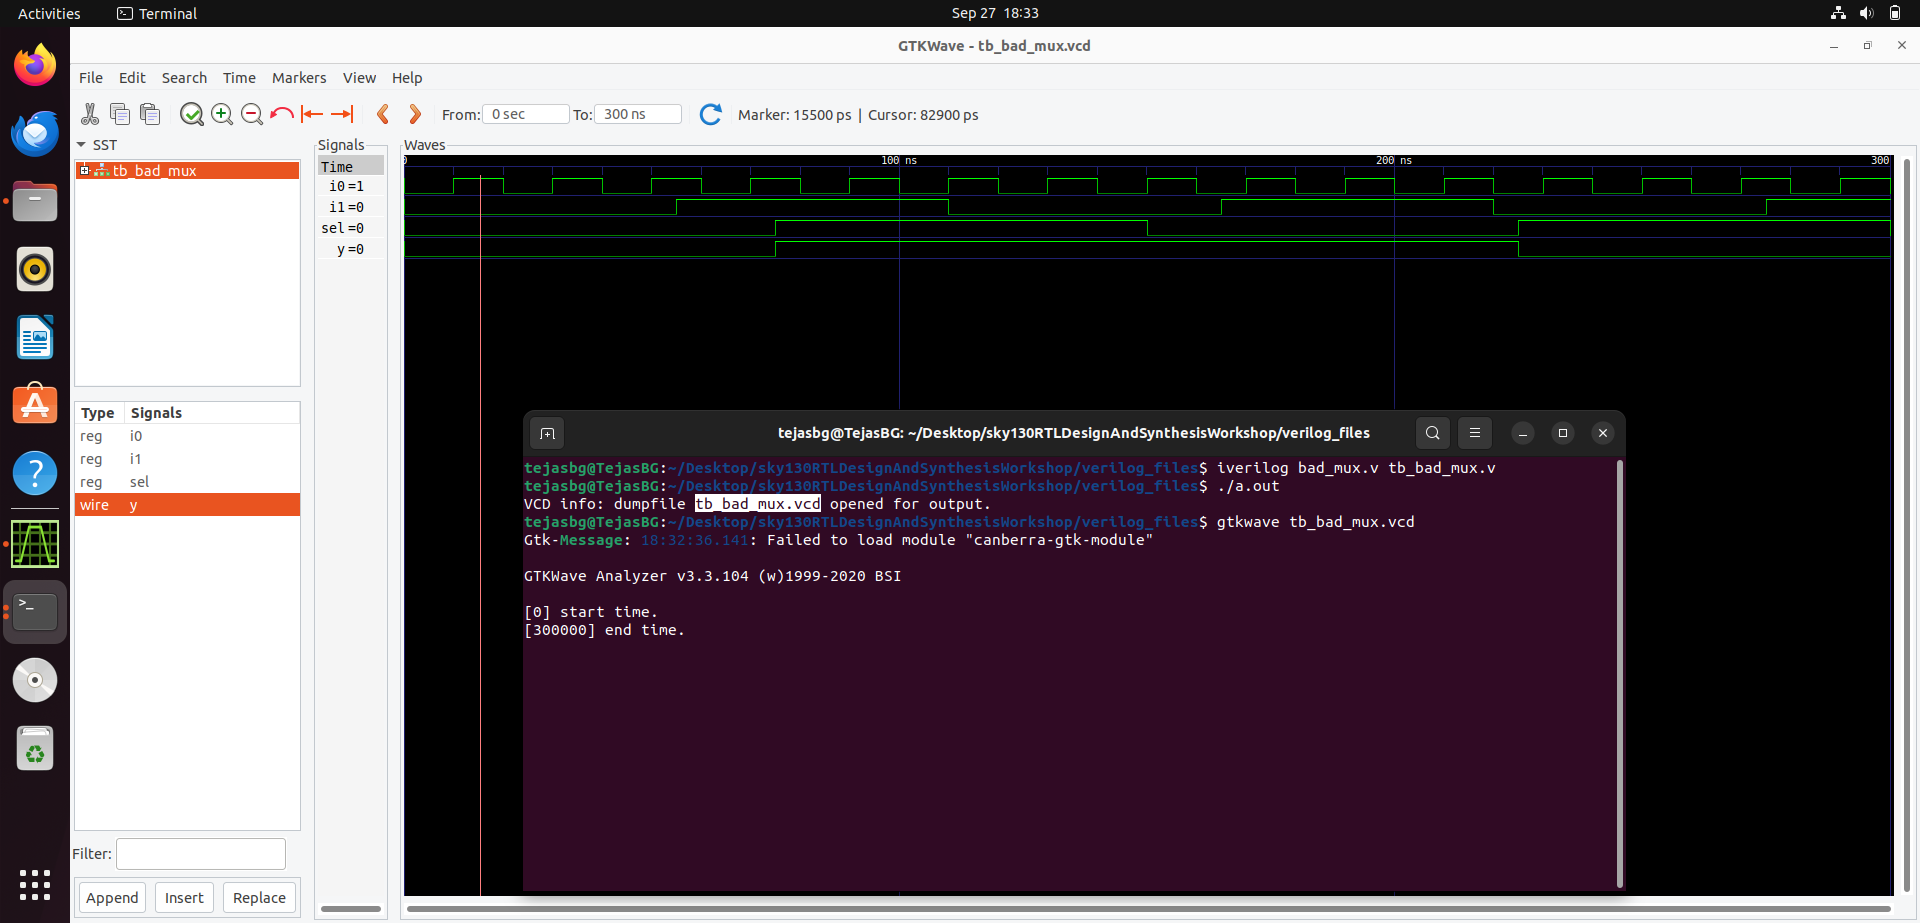 Activities
Terminal
Sep 27 18:33
GTKWave - tb_bad_mux.vcd
File Edit Search Time Markers View Help
From: 0 sec To: 300 ns Marker: 15500 ps | Cursor: 82900 ps
SST
tb_bad_mux
Type Signals
reg i0
reg i1
reg sel
wire y
Filter:
Append Insert Replace
Signals
Time
i0=1
i1=0
sel=0
y=0
Waves
0 100 ns 200 ns 300
tejasbg@TejasBG: ~/Desktop/sky130RTLDesignAndSynthesisWorkshop/verilog_files
tejasbg@TejasBG:~/Desktop/sky130RTLDesignAndSynthesisWorkshop/verilog_files$ iverilog bad_mux.v tb_bad_mux.v
tejasbg@TejasBG:~/Desktop/sky130RTLDesignAndSynthesisWorkshop/verilog_files$ ./a.out
VCD info: dumpfile tb_bad_mux.vcd opened for output.
tejasbg@TejasBG:~/Desktop/sky130RTLDesignAndSynthesisWorkshop/verilog_files$ gtkwave tb_bad_mux.vcd
Gtk-Message: 18:32:36.141: Failed to load module "canberra-gtk-module"
GTKWave Analyzer v3.3.104 (w)1999-2020 BSI
[0] start time.
[300000] end time.